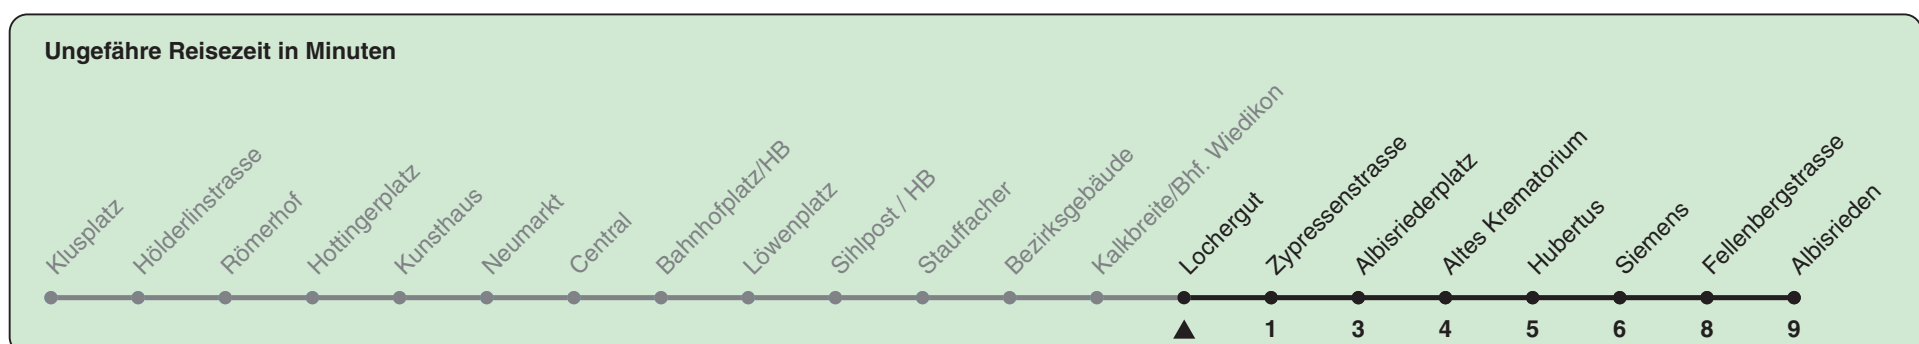 Ungefähre Reisezeit in Minuten
Klusplatz
Hölderlinstrasse
Römerhof
Hottingerplatz
Kunsthaus
Neumarkt
Central
Bahnhofplatz/HB
Löwenplatz
Sihlpost / HB
Stauffacher
Bezirksgebäude
Kalkbreite/Bhf. Wiedikon
Lochergut
Zypressenstrasse
Albisriederplatz
Altes Krematorium
Hubertus
Siemens
Fellenbergstrasse
Albisrieden
1 3 4 5 6 8 9